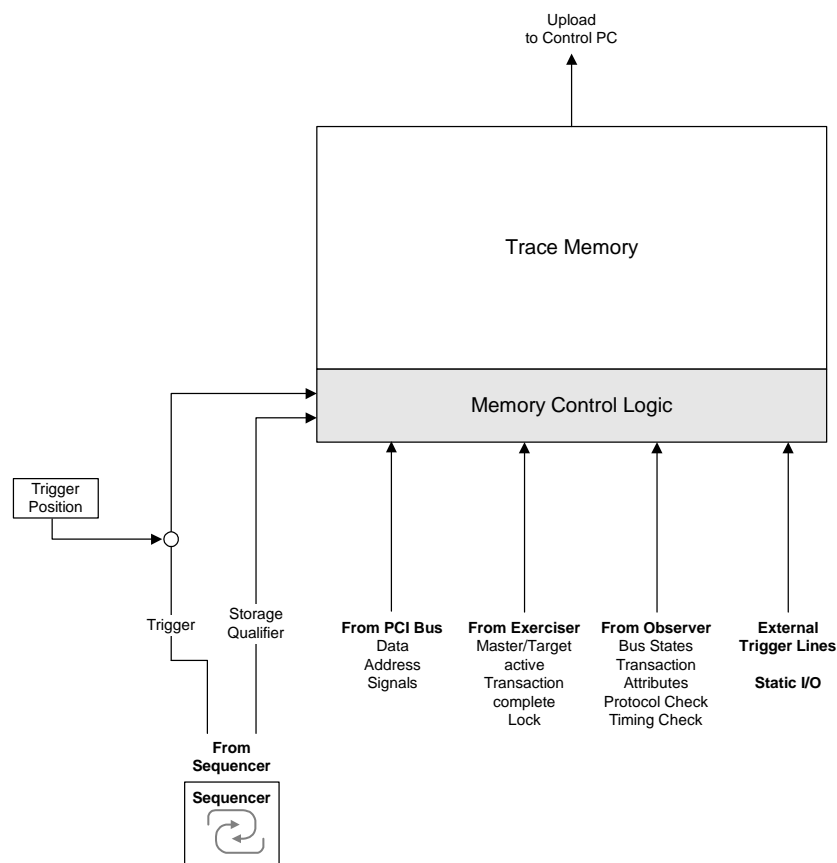 Upload
to Control PC
Trace Memory
Memory Control Logic
Trigger
Position
Trigger
Storage
Qualifier
From PCI Bus
Data
Address
Signals
From Exerciser
Master/Target
active
Transaction
complete
Lock
From Observer
Bus States
Transaction
Attributes
Protocol Check
Timing Check
External
Trigger Lines
Static I/O
From
Sequencer
Sequencer